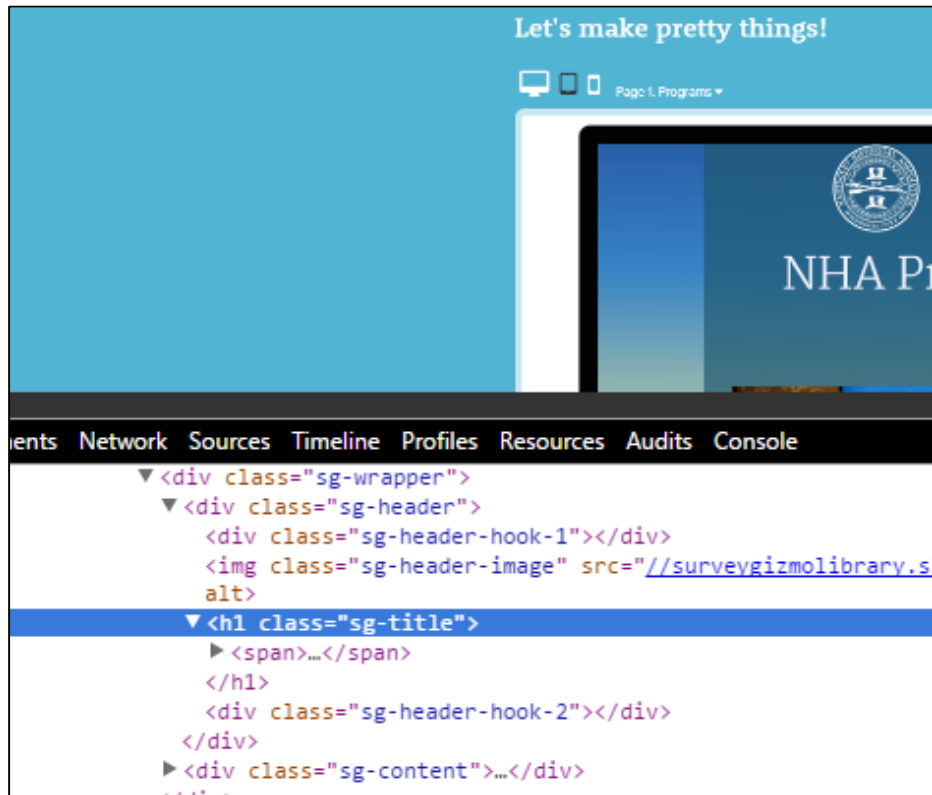 Let's make pretty things!
Page 1. Programs
NHA
Network Sources Timeline Profiles Resources Audits Console
<div class="sg-wrapper">
<div class="sg-header">
<div class="sg-header-hook-1"></div>
<img class="sg-header-image" src="//surveygizmolibrary.s
alt>
<h1 class="sg-title">
<span>…</span>
</h1>
<div class="sg-header-hook-2"></div>
</div>
<div class="sg-content">…</div>